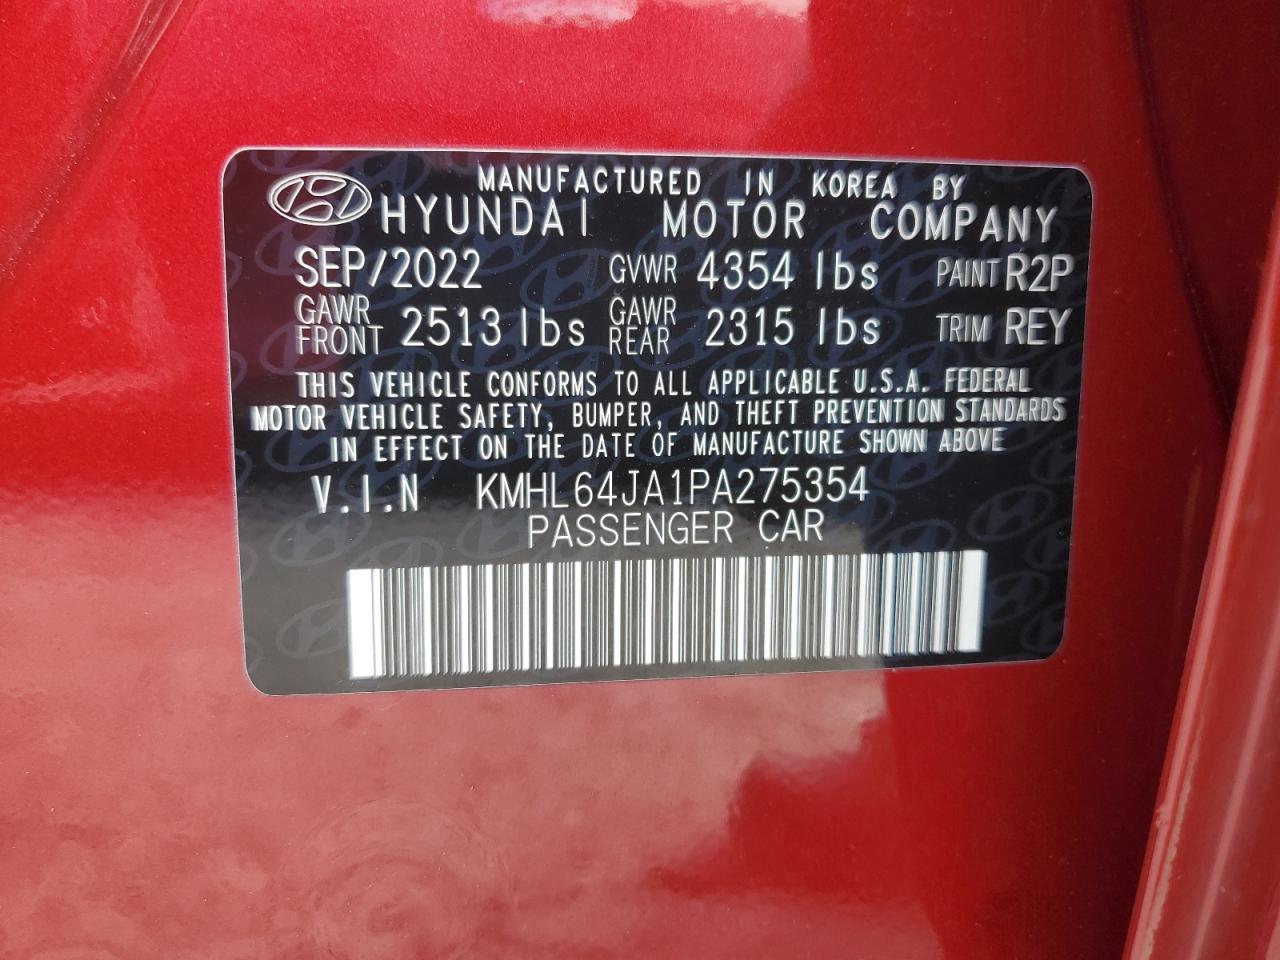 MANUFACTURED IN KOREA BY
HYUNDAI MOTOR COMPANY
SEP/2022 GVWR 4354 lbs PAINT R2P
GAWR FRONT 2513 lbs GAWR REAR 2315 lbs TRIM REY
THIS VEHICLE CONFORMS TO ALL APPLICABLE U.S.A. FEDERAL
MOTOR VEHICLE SAFETY, BUMPER, AND THEFT PREVENTION STANDARDS
IN EFFECT ON THE DATE OF MANUFACTURE SHOWN ABOVE
V.I.N KMHL64JA1PA275354
PASSENGER CAR